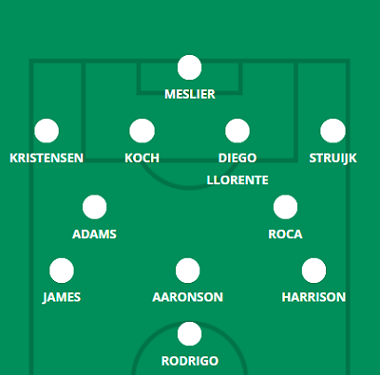 MESLIER
KRISTENSEN KOCH DIEGO STRUIJK
LLORENTE
ADAMS ROCA
JAMES AARONSON HARRISON
RODRIGO